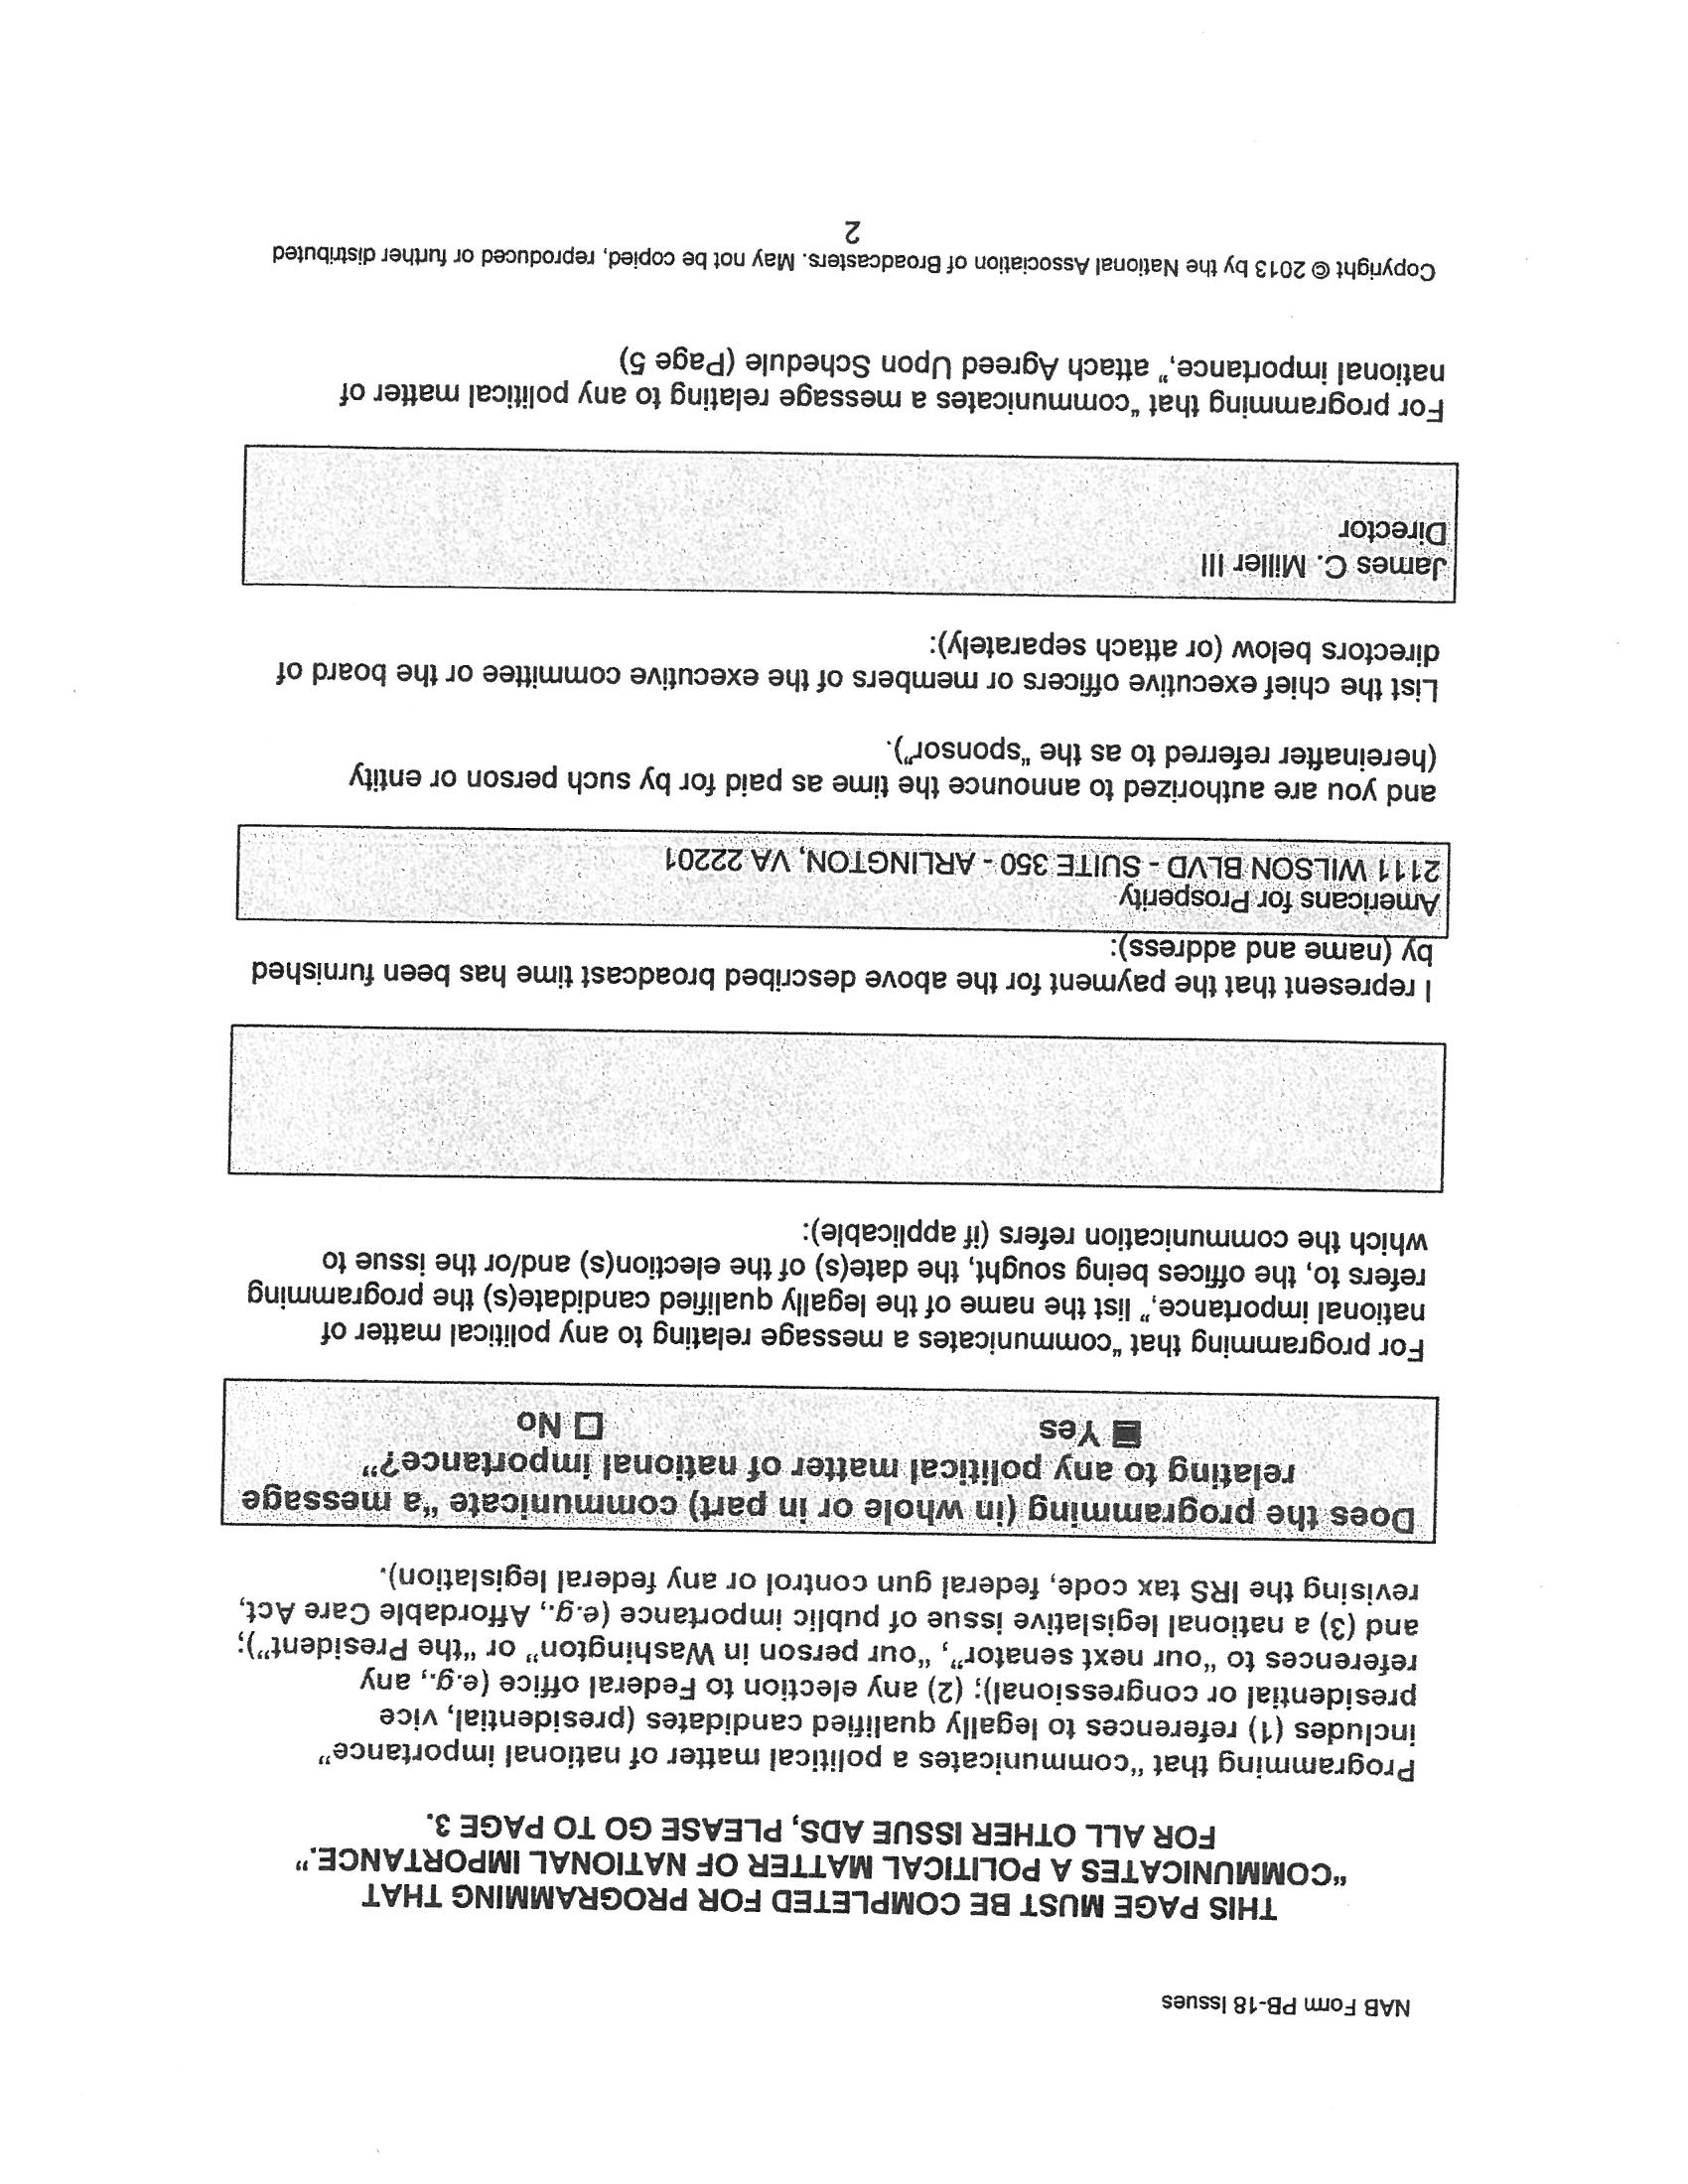 NAB Form PB-18 Issues
THIS PAGE MUST BE COMPLETED FOR PROGRAMMING THAT
"COMMUNICATES A POLITICAL MATTER OF NATIONAL IMPORTANCE."
FOR ALL OTHER ISSUE ADS, PLEASE GO TO PAGE 3.
Programming that "communicates a political matter of national importance"
includes (1) references to legally qualified candidates (presidential, vice
presidential or congressional); (2) any election to Federal office (e.g., any
references to "our next senator", "our person in Washington" or "the President");
and (3) a national legislative issue of public importance (e.g., Affordable Care Act,
revising the IRS tax code, federal gun control or any federal legislation).
Does the programming (in whole or in part) communicate "a message
relating to any political matter of national importance?"
■ Yes □ No
For programming that "communicates a message relating to any political matter of
national importance," list the name of the legally qualified candidate(s) the programming
refers to, the offices being sought, the date(s) of the election(s) and/or the issue to
which the communication refers (if applicable):
I represent that the payment for the above described broadcast time has been furnished
by (name and address):
Americans for Prosperity
2111 WILSON BLVD - SUITE 350 - ARLINGTON, VA 22201
and you are authorized to announce the time as paid for by such person or entity
(hereinafter referred to as the "sponsor").
List the chief executive officers or members of the executive committee or the board of
directors below (or attach separately):
James C. Miller III
Director
For programming that "communicates a message relating to any political matter of
national importance," attach Agreed Upon Schedule (Page 5)
Copyright © 2013 by the National Association of Broadcasters. May not be copied, reproduced or further distributed
2